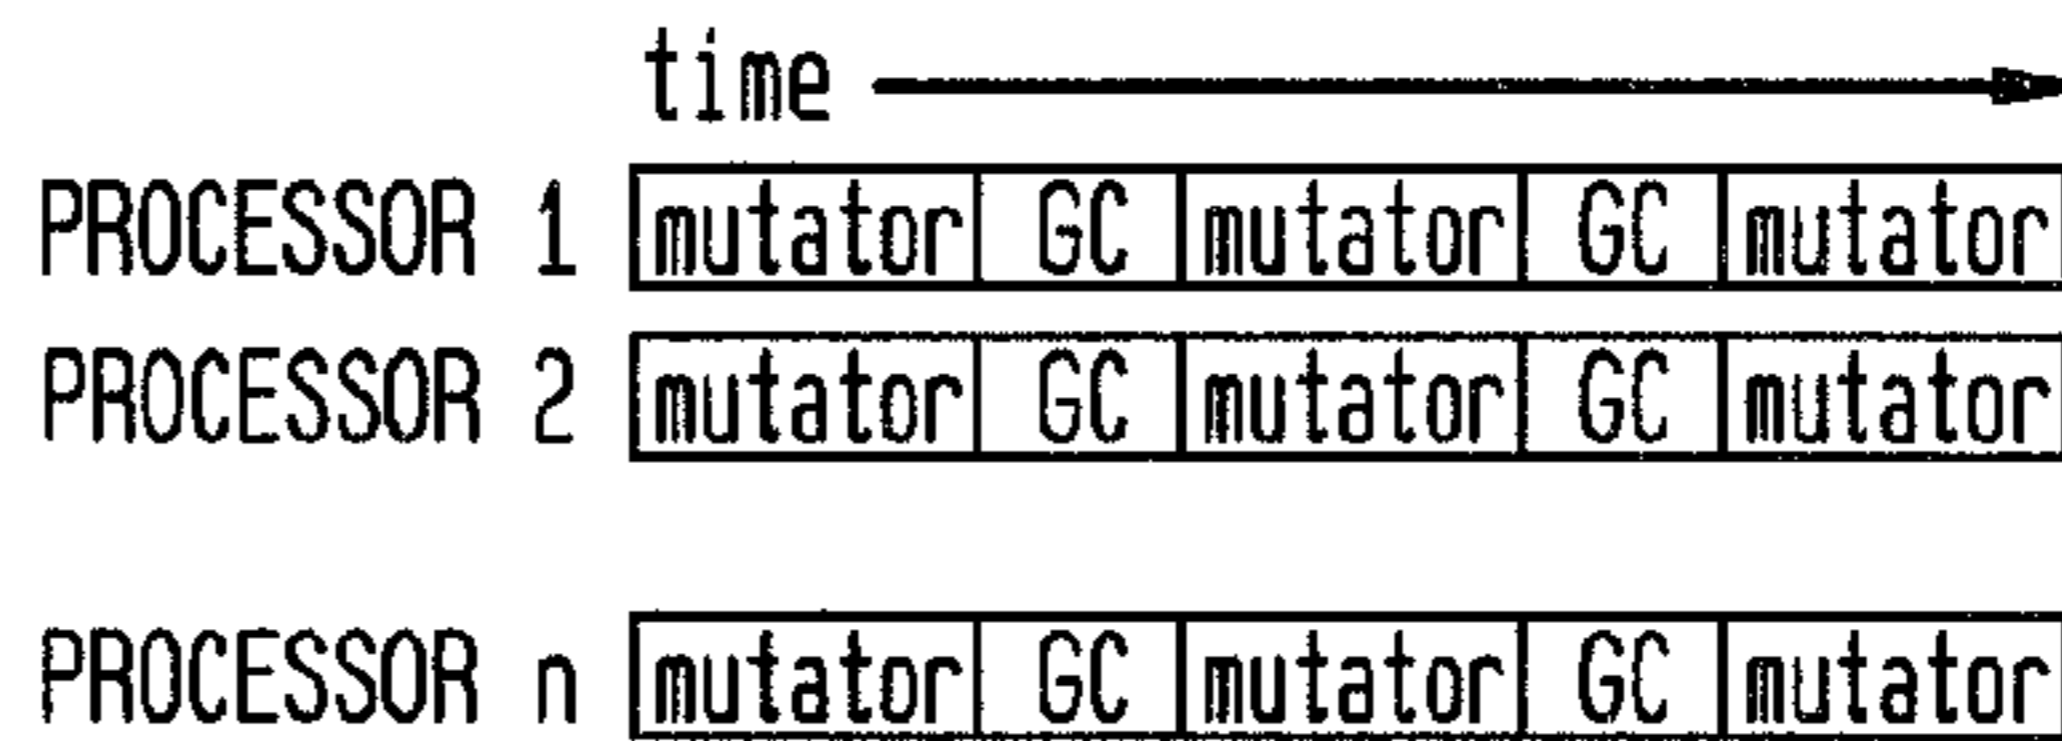 time
PROCESSOR 1 mutator GC mutator GC mutator
PROCESSOR 2 mutator GC mutator GC mutator
PROCESSOR n mutator GC mutator GC mutator